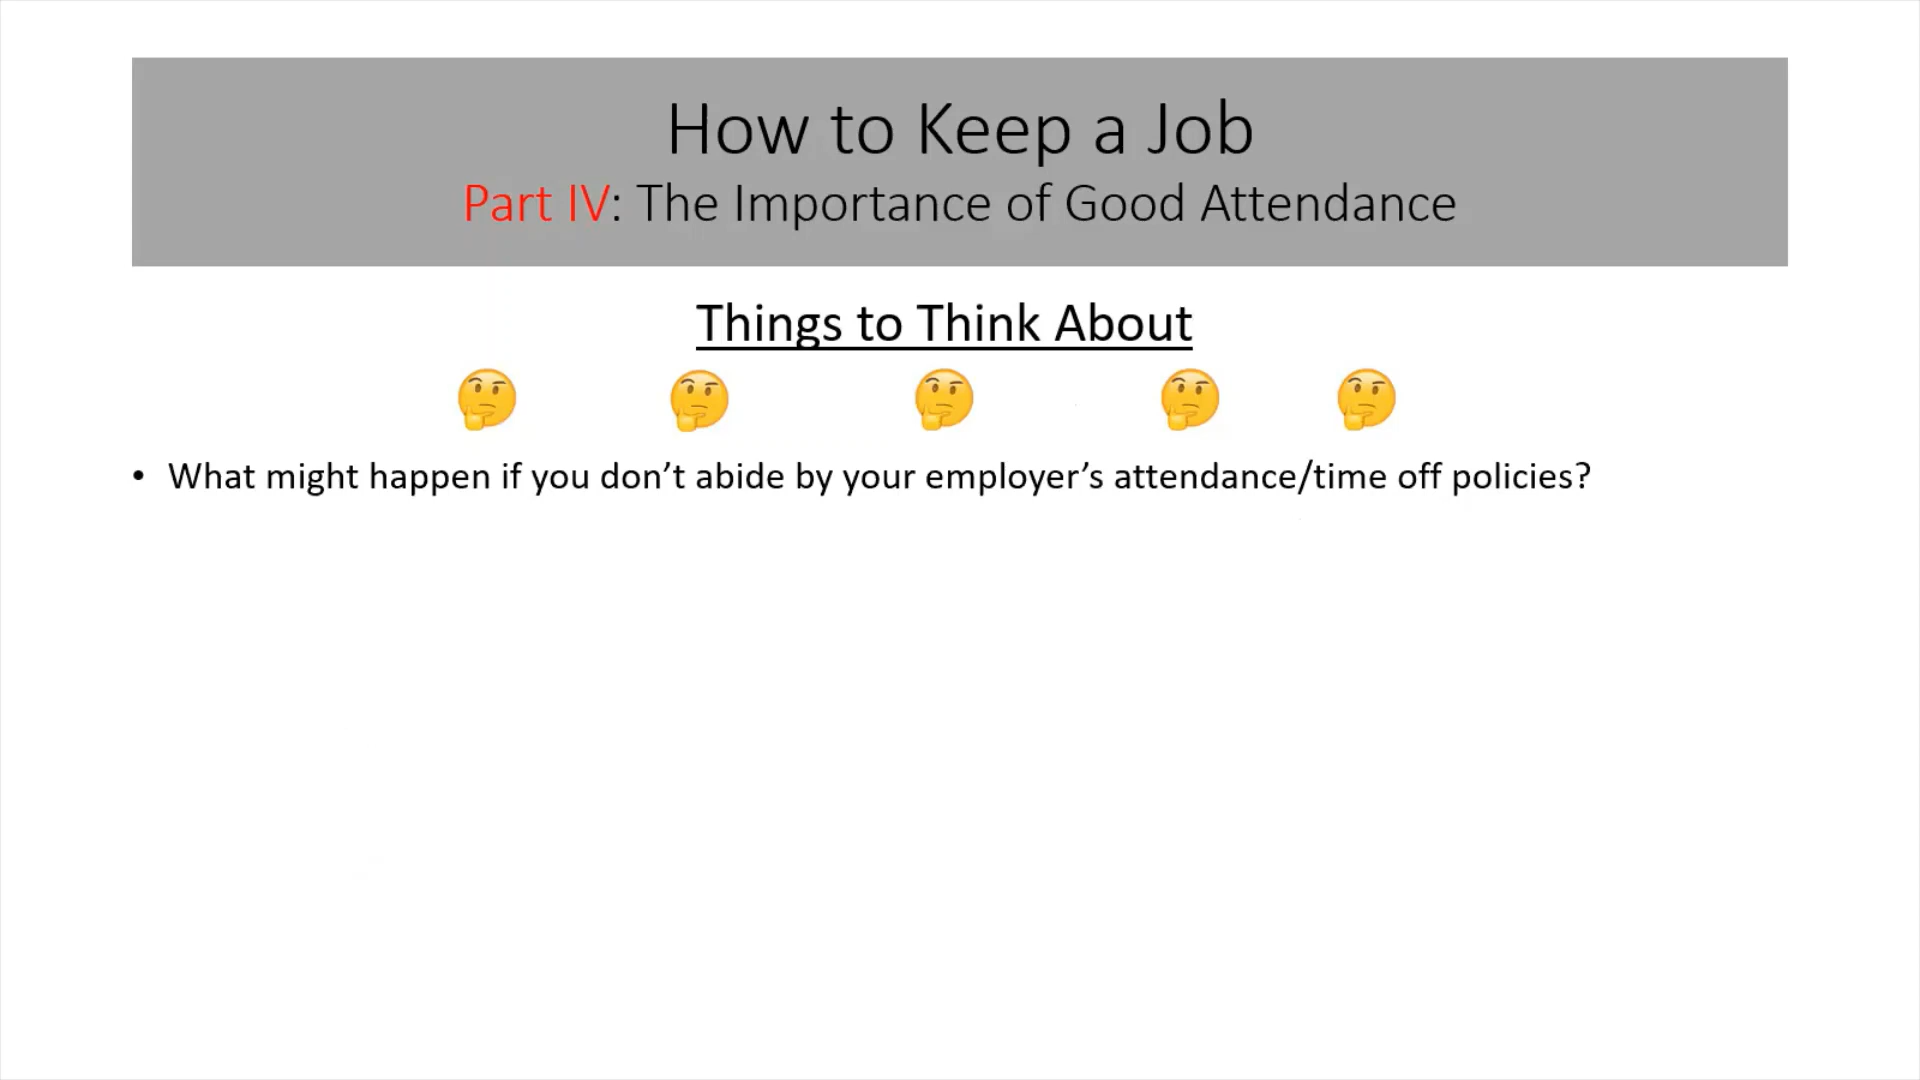 How to Keep a Job
Part IV: The Importance of Good Attendance
Things to Think About
• What might happen if you don’t abide by your employer’s attendance/time off policies?